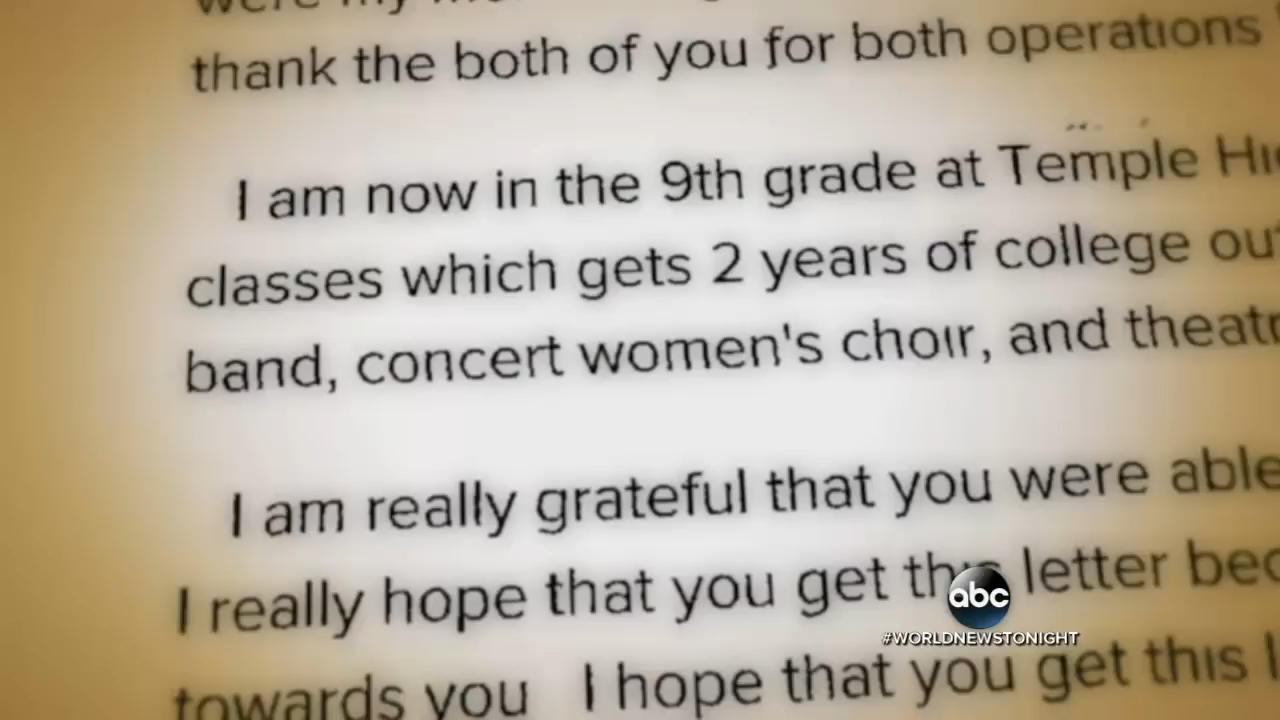 thank the both of you for both operations
I am now in the 9th grade at Temple
classes which gets 2 years of college
band, concert women's choir, and
I am really grateful that you were able
I really hope that you get this letter
towards you I hope that you get this
abc
#WORLDNEWSTONIGHT